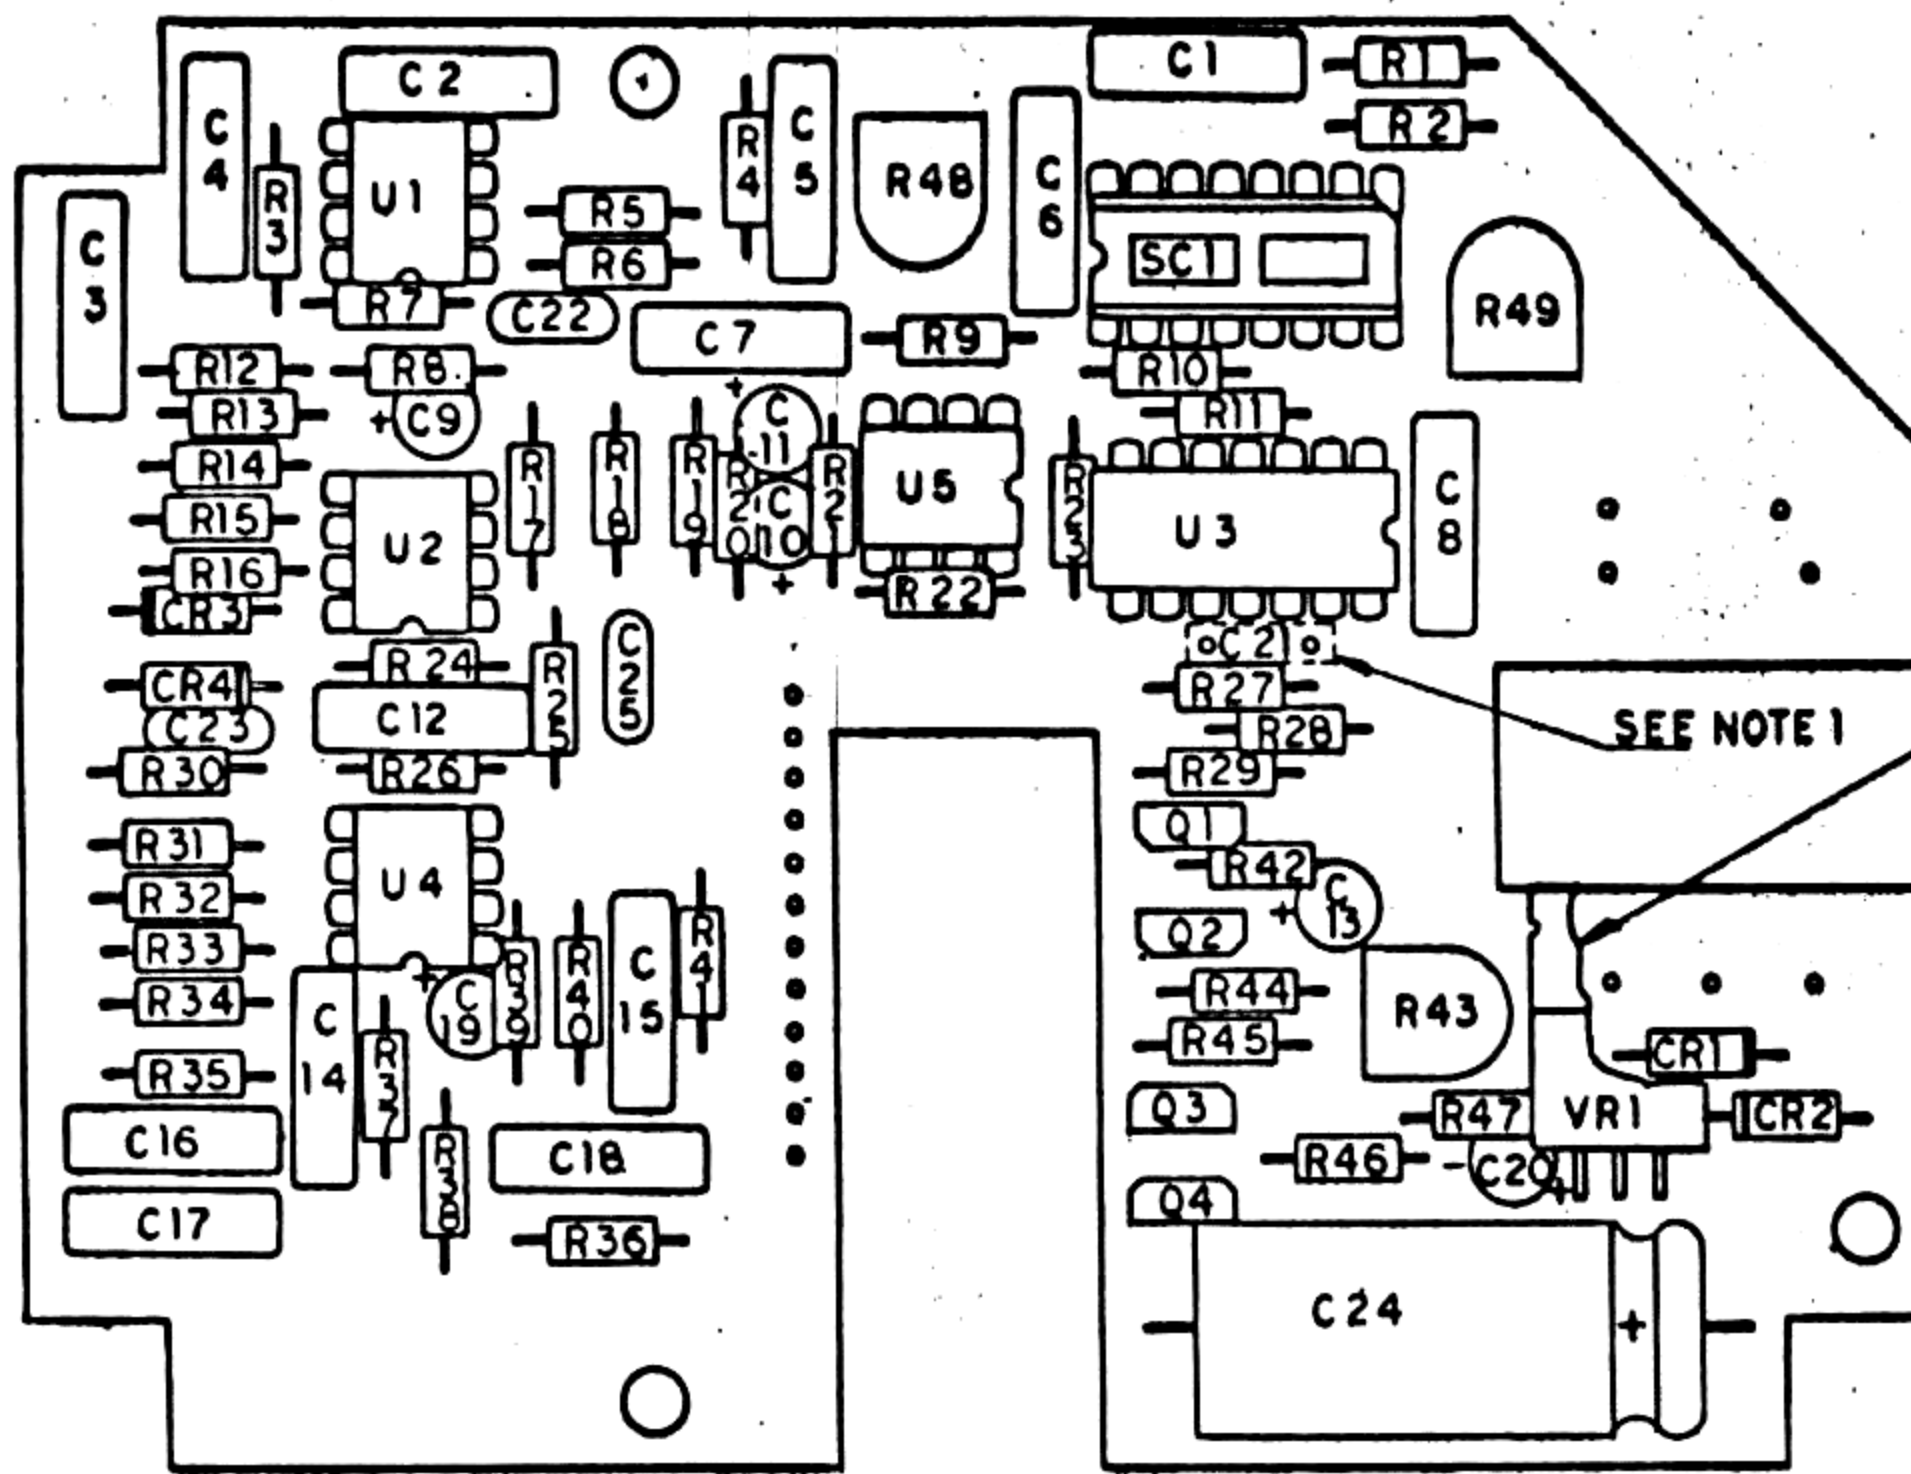 C2
C1
R1
C4
R4
C5
R2
R3
U1
R48
C6
R5
C3
R6
SC1
R7
C22
R49
C7
R9
R12
R8
R10
R13
+
C9
+
C11
R11
R14
R17
R18
R19
R20
C10
+
R21
U5
R23
U3
C8
R15
U2
R16
CR3
R22
C21
R24
R25
C25
CR4
R27
C23
C12
R28
SEE NOTE 1
R30
R26
R29
Q1
R31
R42
U4
R32
+
C13
R33
R39
R40
C15
R41
Q2
R34
+
C19
R44
R43
C14
R45
R35
R37
CR1
C16
Q3
R47
VR1
CR2
R38
C18
R46
-
C20
+
C17
Q4
R36
C24
+